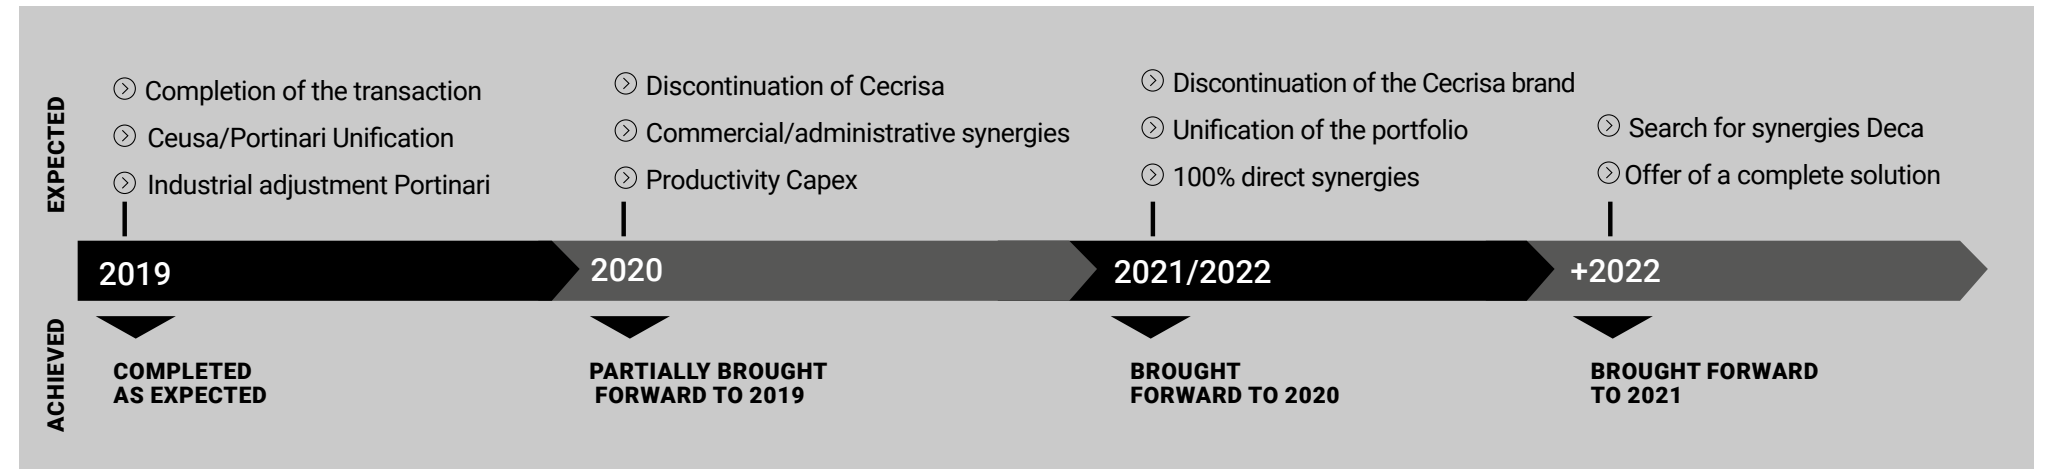 EXPECTED
Completion of the transaction
Ceusa/Portinari Unification
Industrial adjustment Portinari
Discontinuation of Cecrisa
Commercial/administrative synergies
Productivity Capex
Discontinuation of the Cecrisa brand
Unification of the portfolio
100% direct synergies
Search for synergies Deca
Offer of a complete solution
2019
2020
2021/2022
+2022
ACHIEVED
COMPLETED
AS EXPECTED
PARTIALLY BROUGHT
FORWARD TO 2019
BROUGHT
FORWARD TO 2020
BROUGHT FORWARD
TO 2021